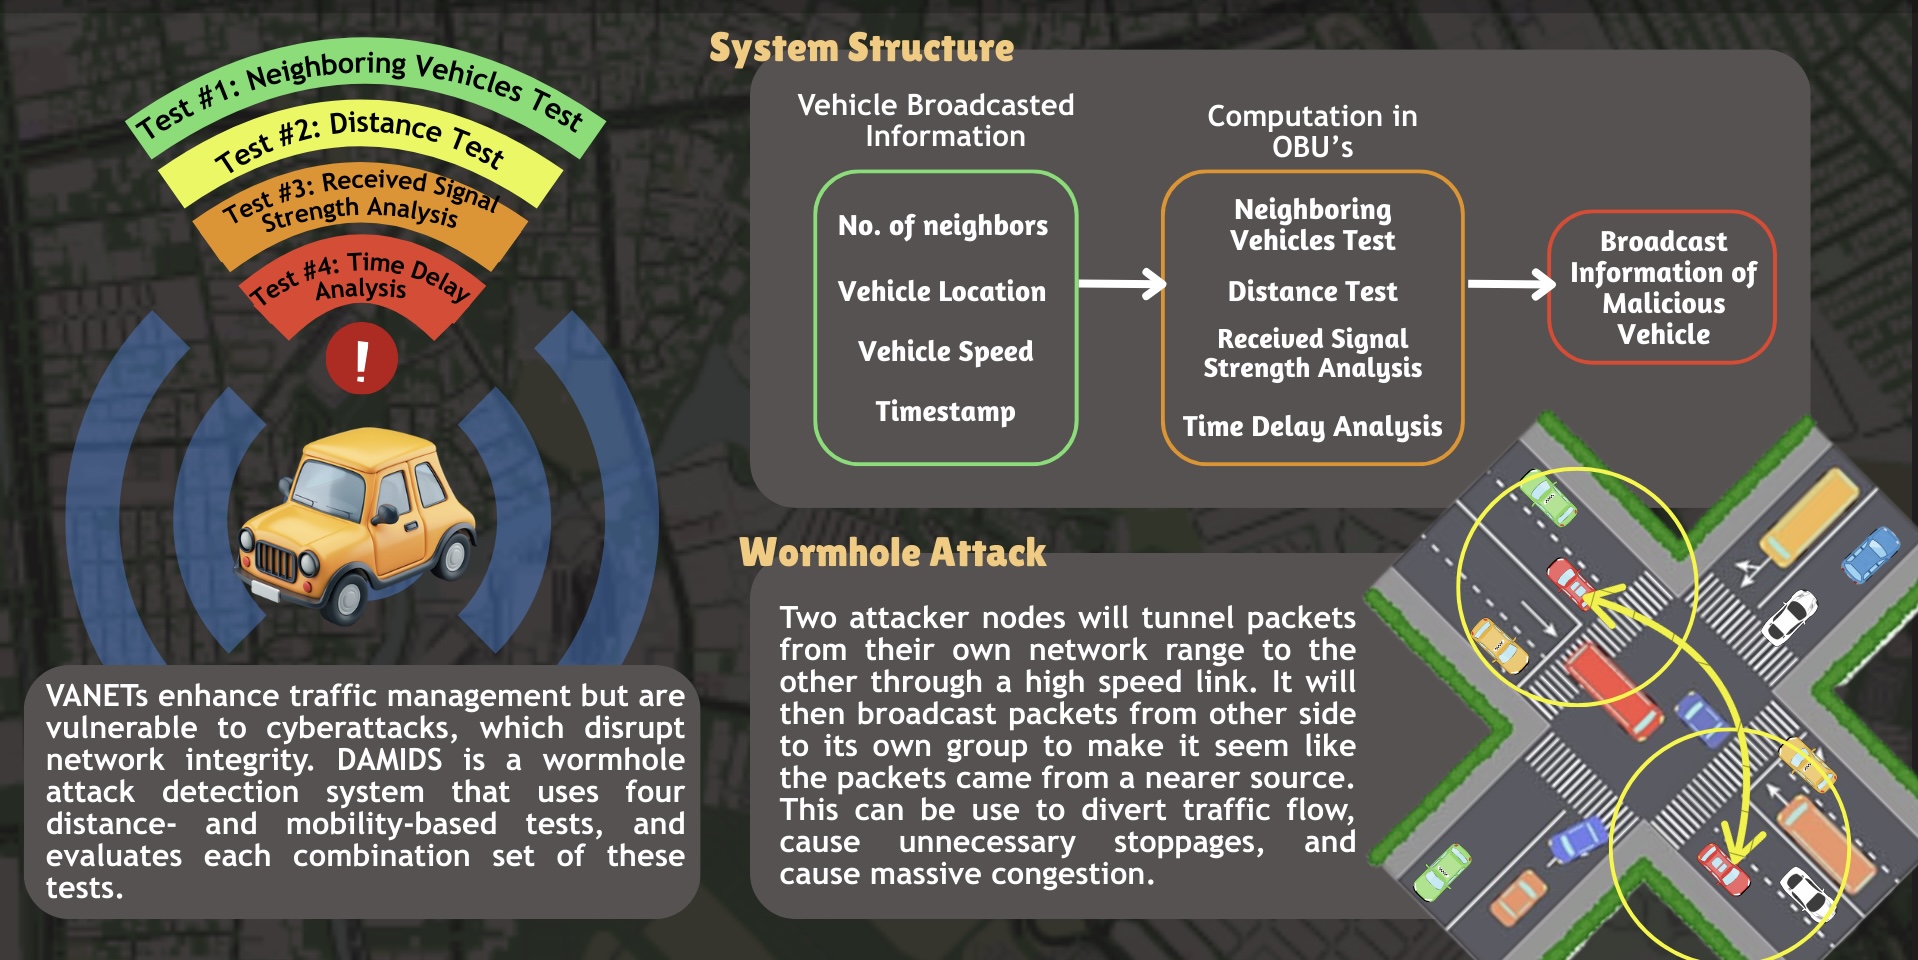 Test #1: Neighboring Vehicles Test
Test #2: Distance Test
Test #3: Received Signal
Strength Analysis
Test #4: Time Delay
Analysis
!
VANETs enhance traffic management but are
vulnerable to cyberattacks, which disrupt
network integrity. DAMIDS is a wormhole
attack detection system that uses four
distance- and mobility-based tests, and
evaluates each combination set of these
tests.
System Structure
Vehicle Broadcasted
Information
No. of neighbors
Vehicle Location
Vehicle Speed
Timestamp
Computation in
OBU’s
Neighboring
Vehicles Test
Distance Test
Received Signal
Strength Analysis
Time Delay Analysis
Broadcast
Information of
Malicious
Vehicle
Wormhole Attack
Two attacker nodes will tunnel packets
from their own network range to the
other through a high speed link. It will
then broadcast packets from other side
to its own group to make it seem like
the packets came from a nearer source.
This can be use to divert traffic flow,
cause unnecessary stoppages, and
cause massive congestion.